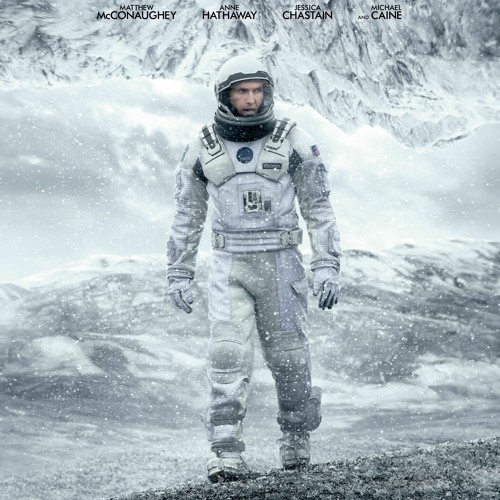 MATTHEW
McCONAUGHEY
ANNE
HATHAWAY
JESSICA
CHASTAIN
MICHAEL
AND CAINE